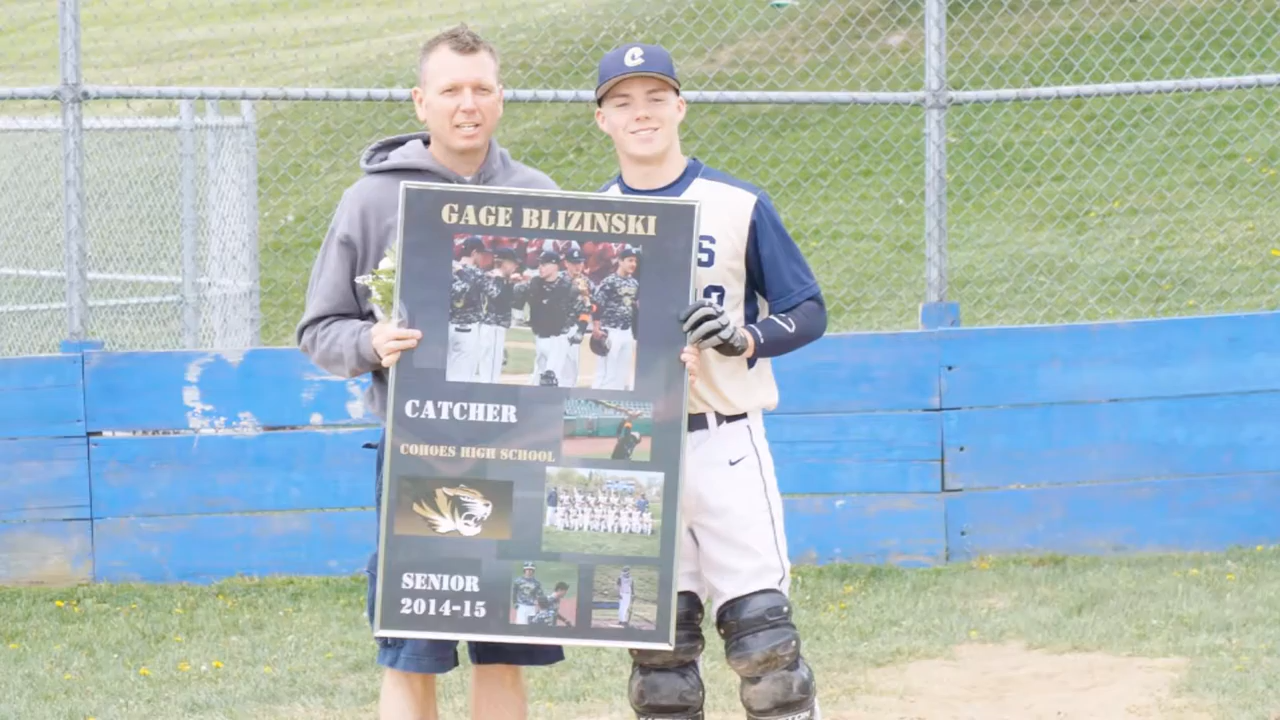 C
GAGE BLIZINSKI
S
CATCHER
COHOES HIGH SCHOOL
SENIOR
2014-15